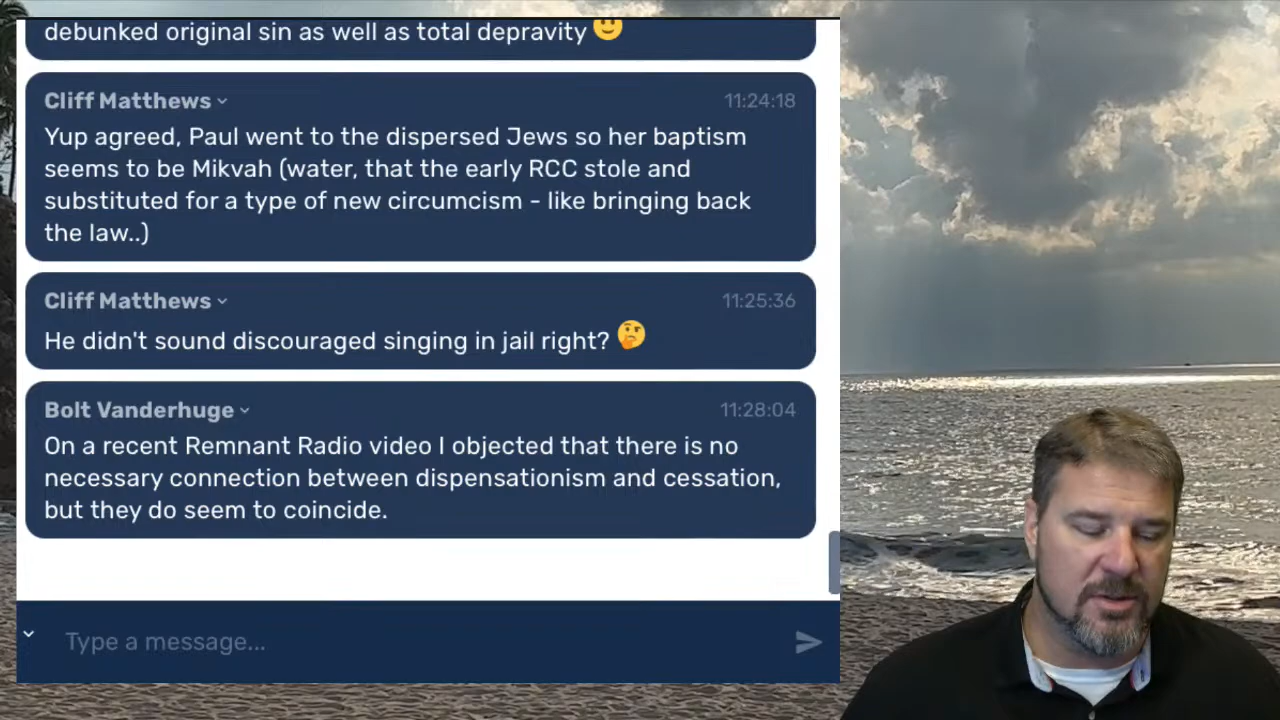 debunked original sin as well as total depravity 🙂
Cliff Matthews 11:24:18
Yup agreed, Paul went to the dispersed Jews so her baptism
seems to be Mikvah (water, that the early RCC stole and
substituted for a type of new circumcism - like bringing back
the law..)
Cliff Matthews 11:25:36
He didn't sound discouraged singing in jail right? 🤔
Bolt Vanderhuge 11:28:04
On a recent Remnant Radio video I objected that there is no
necessary connection between dispensationism and cessation,
but they do seem to coincide.
Type a message...